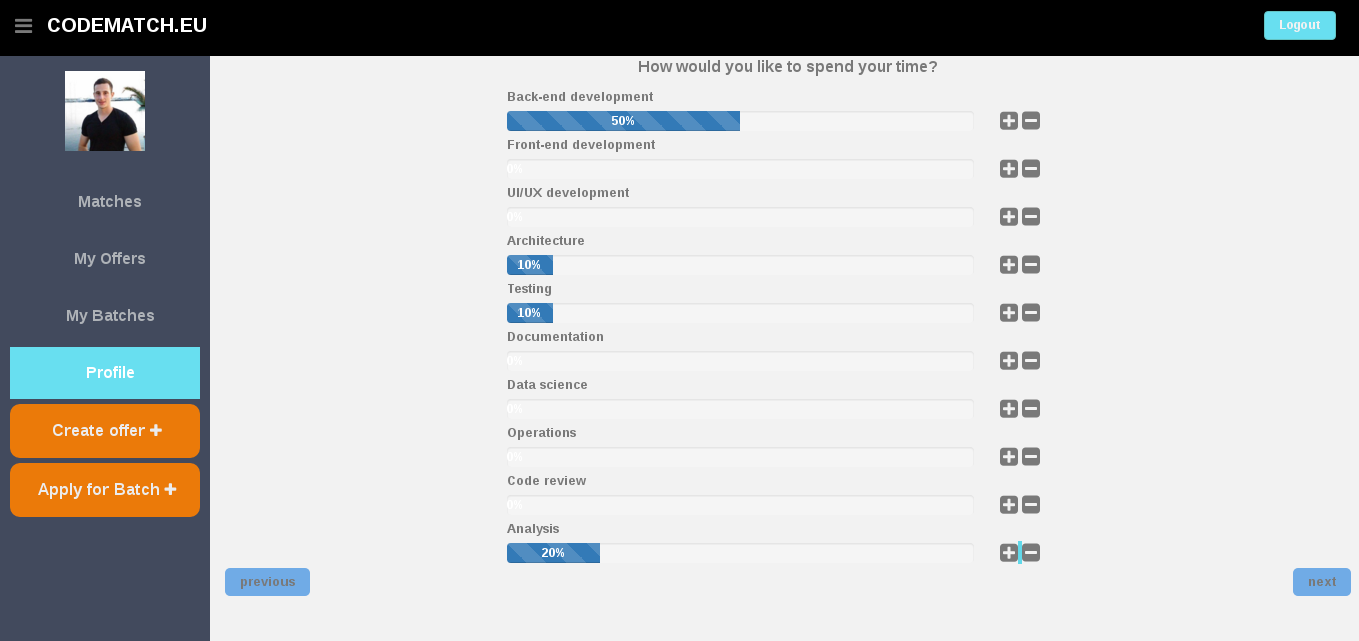 CODEMATCH.EU
Logout
Matches
My Offers
My Batches
Profile
Create offer
Apply for Batch
How would you like to spend your time?
Back-end development
50%
Front-end development
0%
UI/UX development
0%
Architecture
10%
Testing
10%
Documentation
0%
Data science
0%
Operations
0%
Code review
0%
Analysis
20%
previous
next